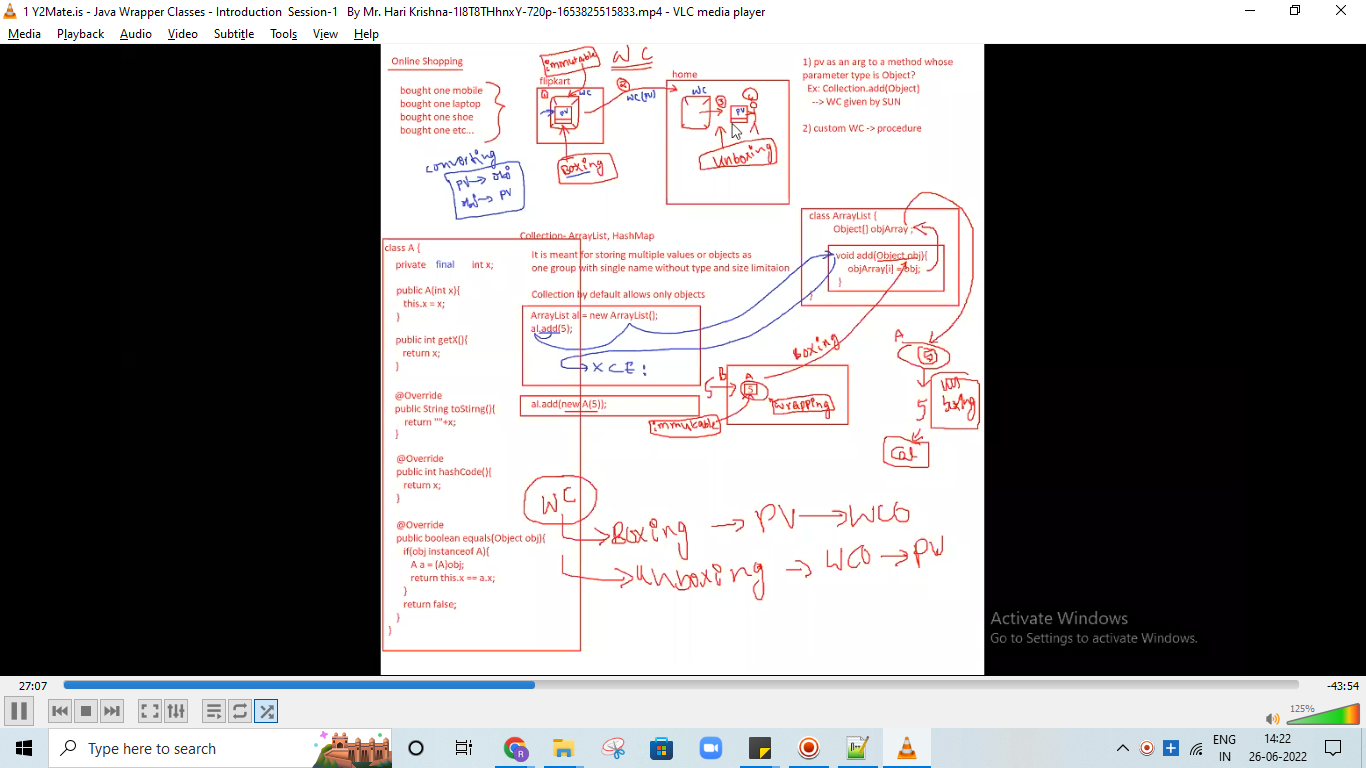 1 Y2Mate.is - Java Wrapper Classes - Introduction Session-1 By Mr. Hari Krishna-1I8T8THhnxY-720p-1653825515833.mp4 - VLC media player
Media Playback Audio Video Subtitle Tools View Help
Online Shopping
bought one mobile
bought one laptop
bought one shoe
bought one etc...
converting
PV → obj
obj → PV
immutable
WC
flipkart
1
WC
PV
Boxing
2
WC(PV)
home
WC
3
PV
Unboxing
1) pv as an arg to a method whose
parameter type is Object?
Ex: Collection.add(Object)
--> WC given by SUN
2) custom WC -> procedure
class A {
private final int x;
public A(int x){
this.x = x;
}
public int getX(){
return x;
}
@Override
public String toStirng(){
return ""+x;
}
@Override
public int hashCode(){
return x;
}
@Override
public boolean equals(Object obj){
if(obj instanceof A){
A a = (A)obj;
return this.x == a.x;
}
return false;
}
}
Collection- ArrayList, HashMap
It is meant for storing multiple values or objects as
one group with single name without type and size limitaion
Collection by default allows only objects
ArrayList al = new ArrayList();
al.add(5);
X CE:
al.add(new A(5));
class ArrayList {
Object[] objArray ;
void add(Object obj){
objArray[i] = obj;
}
}
Boxing
5
B
A
5
wrapping
immutable
A
5
5
un
boxing
Cal
WC
Boxing → PV → WCO
Unboxing → WCO → PV
Activate Windows
Go to Settings to activate Windows.
27:07
-43:54
125%
Type here to search
ENG
IN
14:22
26-06-2022